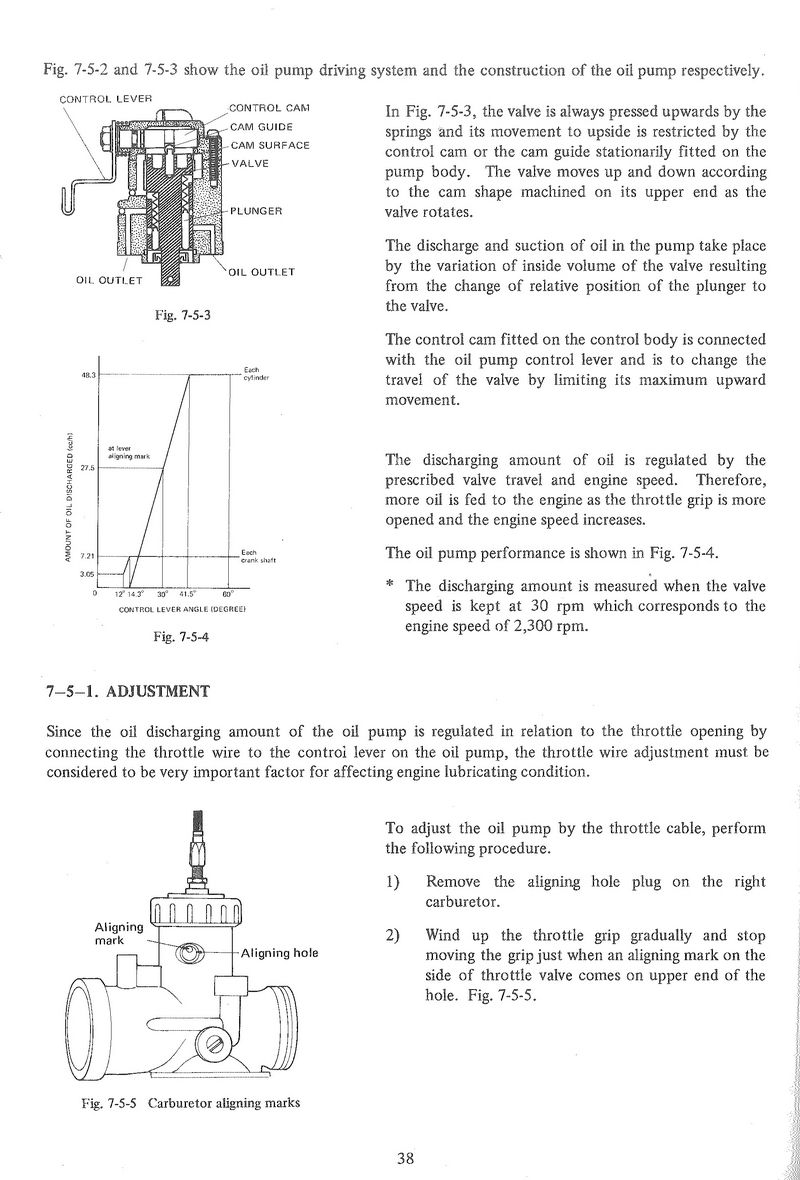 Fig. 7-5-2 and 7-5-3 show the oil pump driving system and the construction of the oil pump respectively.
CONTROL LEVER
CONTROL CAM
CAM GUIDE
CAM SURFACE
VALVE
PLUNGER
OIL OUTLET
OIL OUTLET
Fig. 7-5-3
In Fig. 7-5-3, the valve is always pressed upwards by the
springs and its movement to upside is restricted by the
control cam or the cam guide stationarily fitted on the
pump body. The valve moves up and down according
to the cam shape machined on its upper end as the
valve rotates.
The discharge and suction of oil in the pump take place
by the variation of inside volume of the valve resulting
from the change of relative position of the plunger to
the valve.
The control cam fitted on the control body is connected
with the oil pump control lever and is to change the
travel of the valve by limiting its maximum upward
movement.
AMOUNT OF OIL DISCHARGED (cc/h)
48.3
Each
cylinder
at lever
aligning mark
27.5
7.21
Each
crank shaft
3.05
0 12° 14.3° 30° 41.5° 60°
CONTROL LEVER ANGLE (DEGREE)
Fig. 7-5-4
The discharging amount of oil is regulated by the
prescribed valve travel and engine speed. Therefore,
more oil is fed to the engine as the throttle grip is more
opened and the engine speed increases.
The oil pump performance is shown in Fig. 7-5-4.
* The discharging amount is measured when the valve
speed is kept at 30 rpm which corresponds to the
engine speed of 2,300 rpm.
7–5–1. ADJUSTMENT
Since the oil discharging amount of the oil pump is regulated in relation to the throttle opening by
connecting the throttle wire to the control lever on the oil pump, the throttle wire adjustment must be
considered to be very important factor for affecting engine lubricating condition.
Aligning
mark
Aligning hole
Fig. 7-5-5 Carburetor aligning marks
To adjust the oil pump by the throttle cable, perform
the following procedure.
1) Remove the aligning hole plug on the right
carburetor.
2) Wind up the throttle grip gradually and stop
moving the grip just when an aligning mark on the
side of throttle valve comes on upper end of the
hole. Fig. 7-5-5.
38